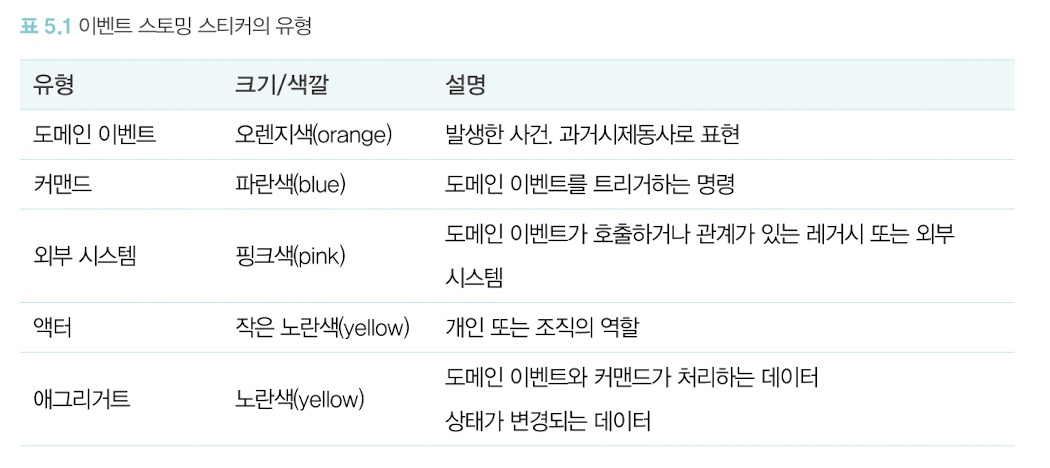 표 5.1 이벤트 스토밍 스티커의 유형
유형 크기/색깔 설명
도메인 이벤트 오렌지색(orange) 발생한 사건. 과거시제동사로 표현
커맨드 파란색(blue) 도메인 이벤트를 트리거하는 명령
외부 시스템 핑크색(pink) 도메인 이벤트가 호출하거나 관계가 있는 레거시 또는 외부
시스템
액터 작은 노란색(yellow) 개인 또는 조직의 역할
애그리거트 노란색(yellow) 도메인 이벤트와 커맨드가 처리하는 데이터
상태가 변경되는 데이터